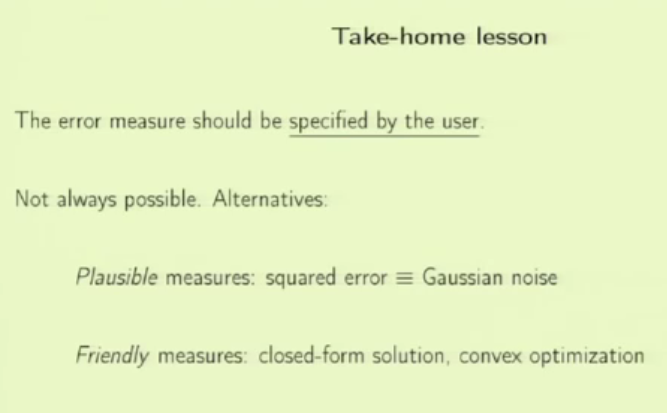 Take-home lesson
The error measure should be specified by the user.
Not always possible. Alternatives:
Plausible measures: squared error ≡ Gaussian noise
Friendly measures: closed-form solution, convex optimization